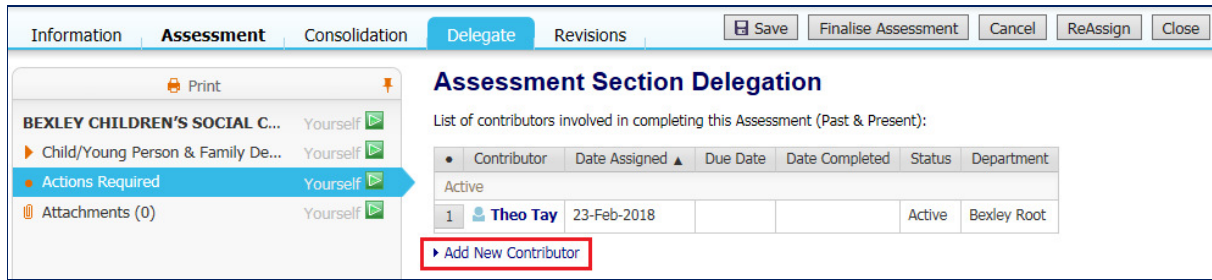 Information Assessment Consolidation Delegate Revisions Save Finalise Assessment Cancel ReAssign Close
Print
BEXLEY CHILDREN'S SOCIAL C... Yourself
Child/Young Person & Family De... Yourself
Actions Required Yourself
Attachments (0) Yourself
Assessment Section Delegation
List of contributors involved in completing this Assessment (Past & Present):
• Contributor Date Assigned ▲ Due Date Date Completed Status Department
Active
1 Theo Tay 23-Feb-2018 Active Bexley Root
Add New Contributor